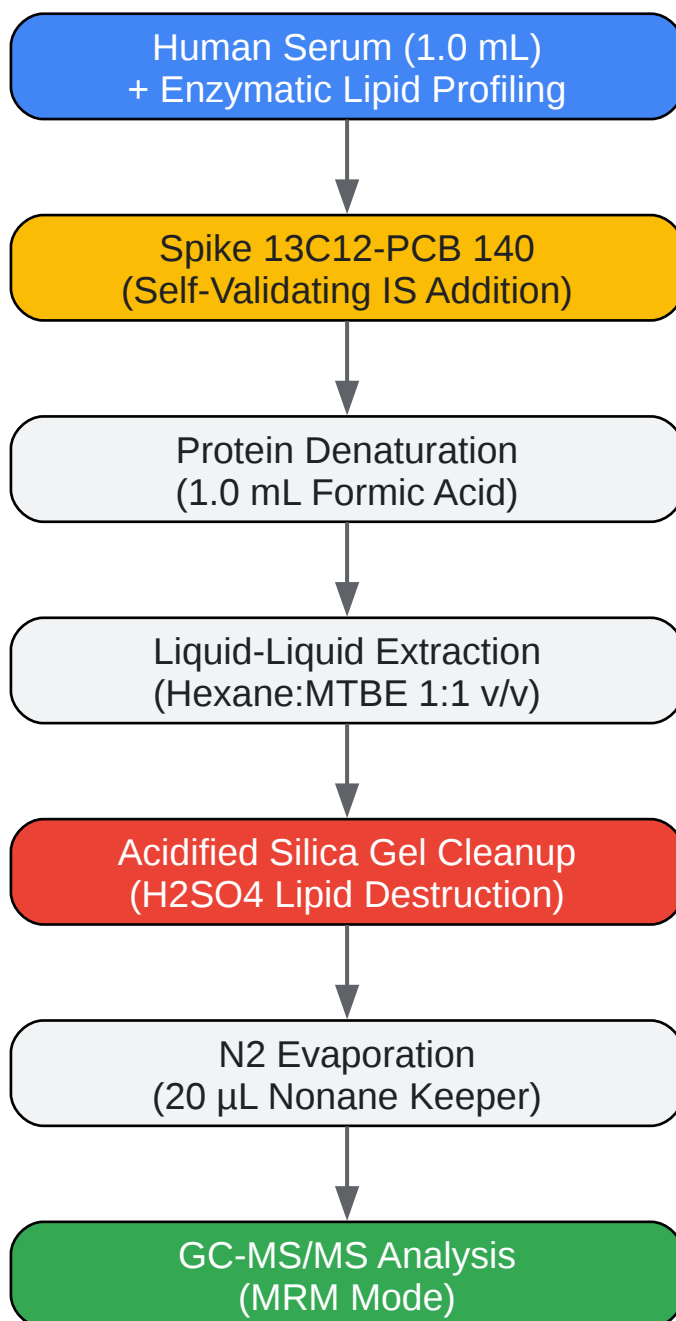 Human Serum (1.0 mL)
+ Enzymatic Lipid Profiling
Spike 13C12-PCB 140
(Self-Validating IS Addition)
Protein Denaturation
(1.0 mL Formic Acid)
Liquid-Liquid Extraction
(Hexane:MTBE 1:1 v/v)
Acidified Silica Gel Cleanup
(H2SO4 Lipid Destruction)
N2 Evaporation
(20 µL Nonane Keeper)
GC-MS/MS Analysis
(MRM Mode)